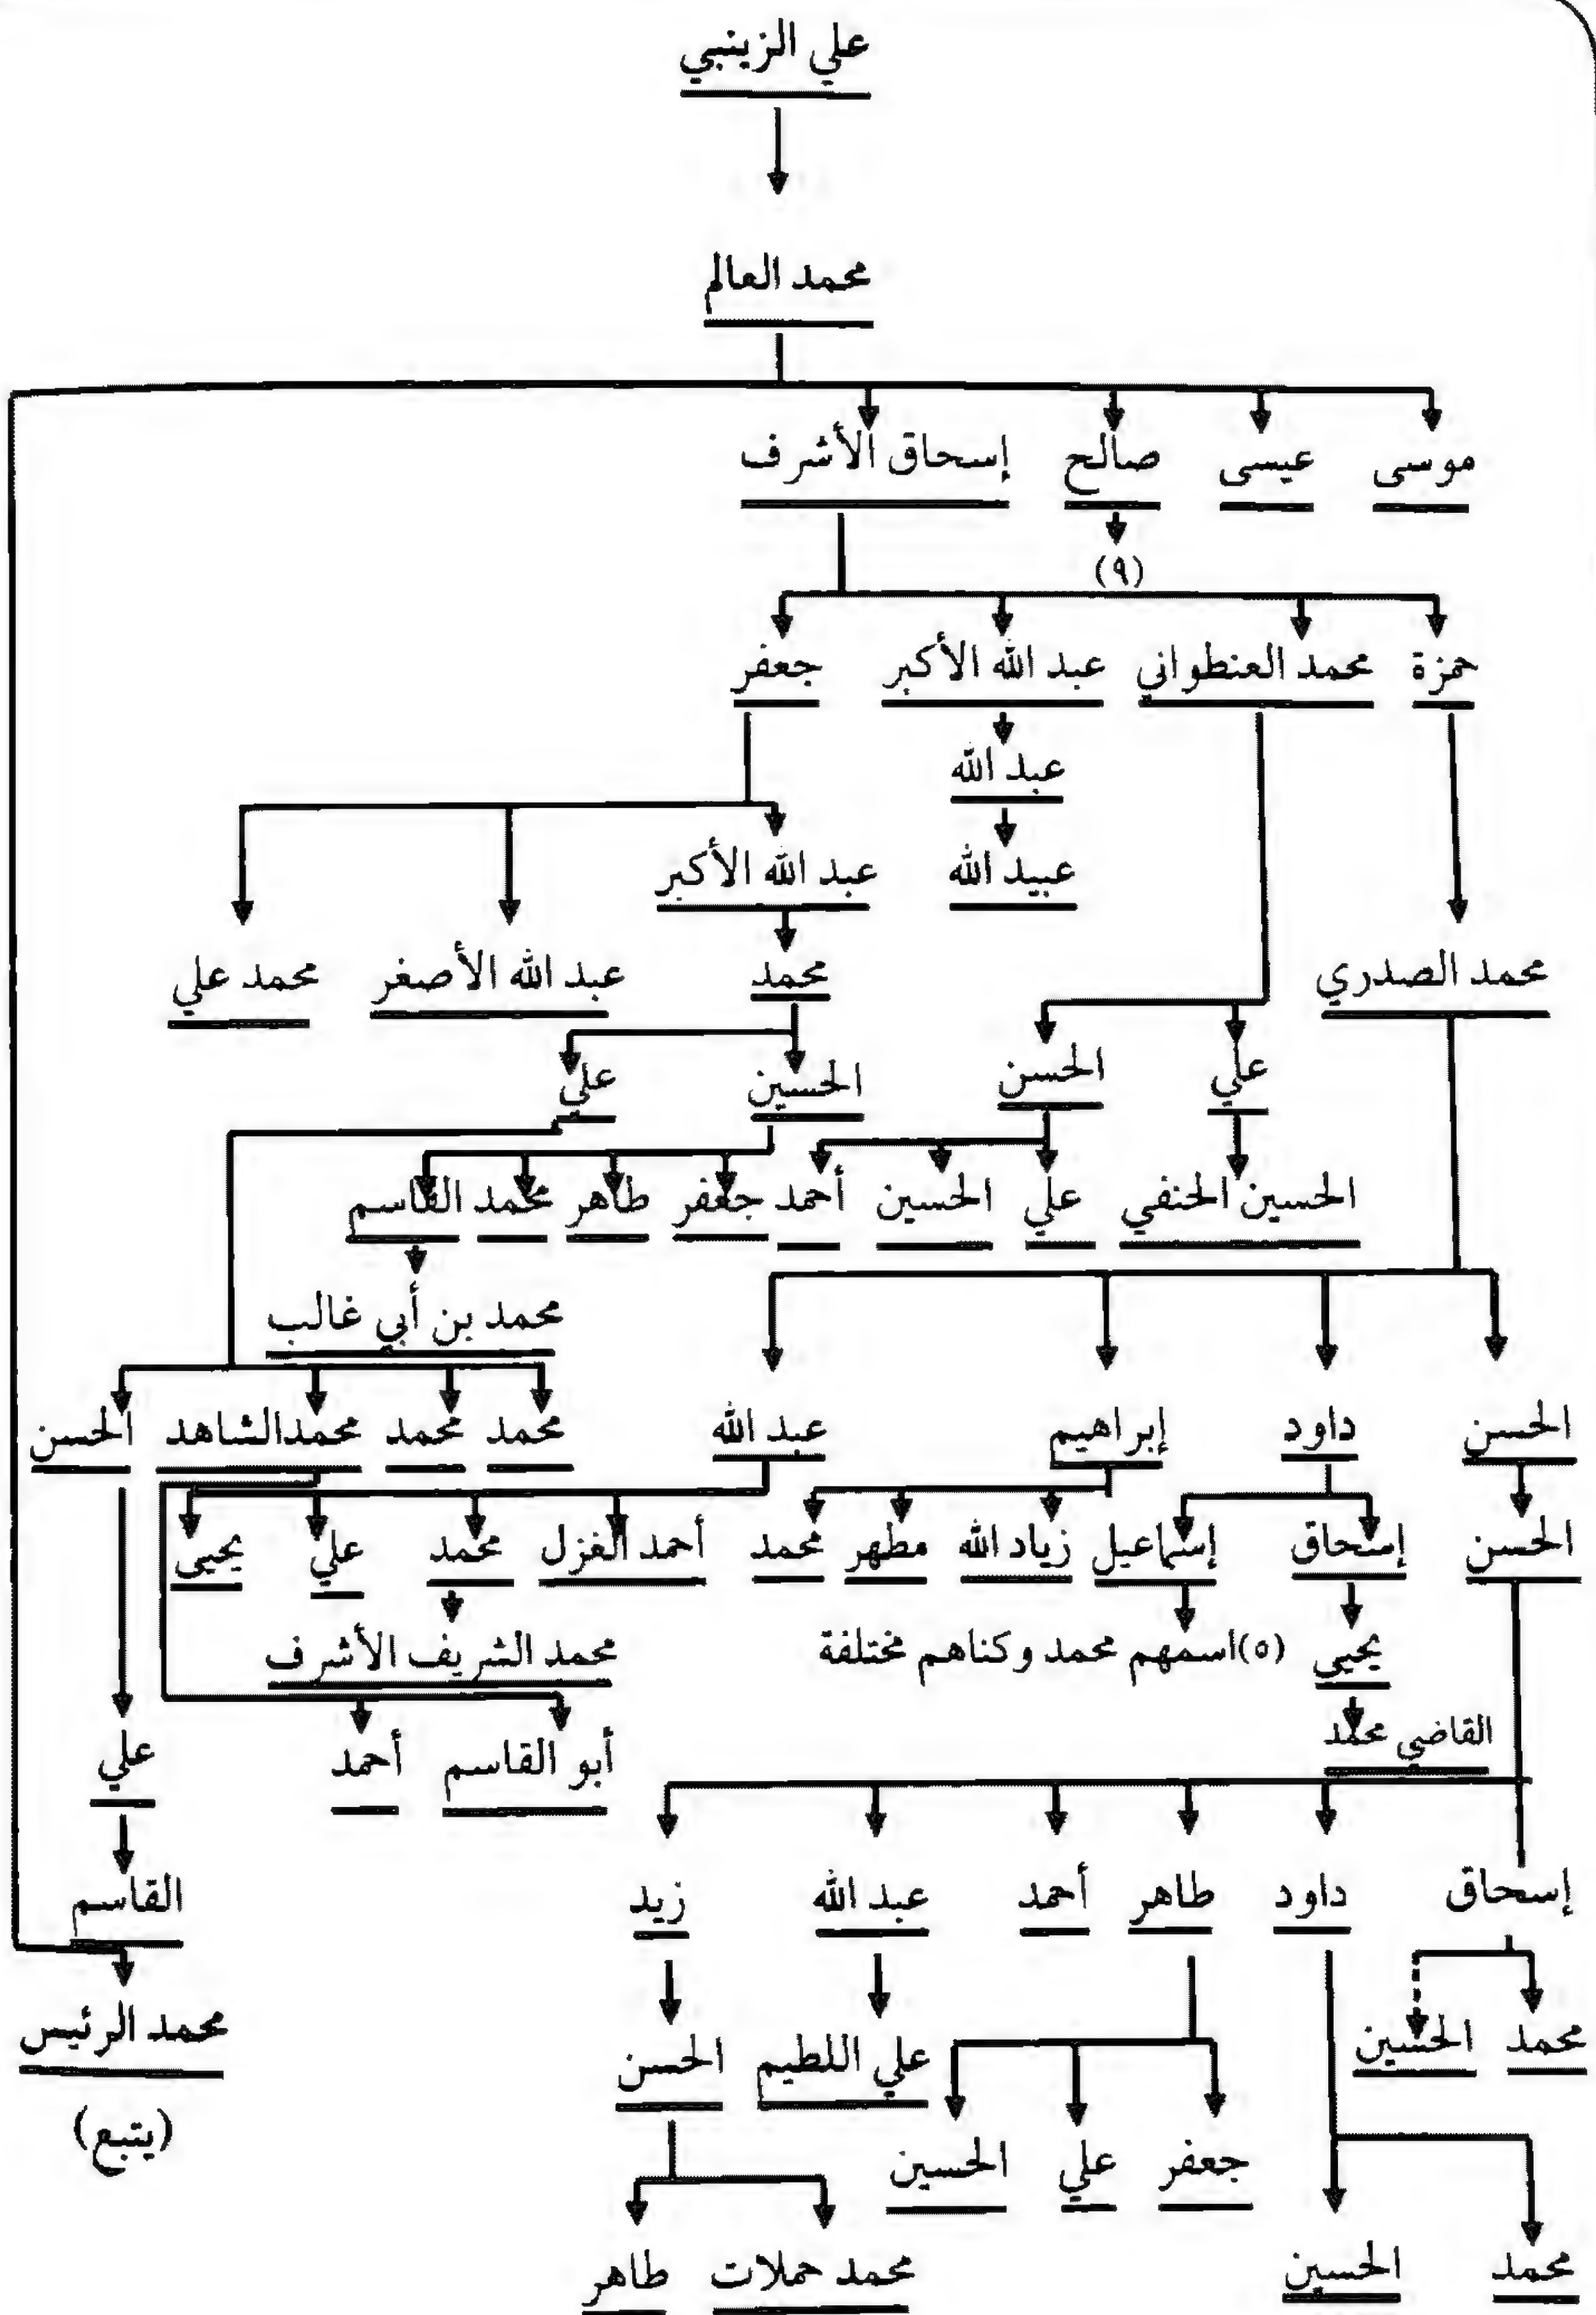 علي الزينبي
محمد العالم
موسى عيسى صالح إسحاق الأشرف
(٩)
حمزة محمد العنطواني عبد الله الأكبر جعفر
عبد الله
عبد الله الأكبر
عبيد الله
محمد الصدري محمد عبد الله الأصغر محمد علي
علي الحسن الحسين علي
الحسين الحنفي علي الحسين أحمد جعفر طاهر محمد القاسم
محمد بن أبي غالب
الحسن داود إبراهيم عبد الله محمد محمد محمد الشاهد الحسن
الحسن إسحاق إسماعيل زياد الله مطهر محمد أحمد الغزل محمد علي يحيى
يحيى (٥) اسمهم محمد وكناهم مختلفة محمد الشريف الأشرف
القاضي محمد
أبو القاسم أحمد علي
إسحاق داود طاهر أحمد عبد الله زيد القاسم
محمد الحسين علي اللطيم الحسن محمد الرئيس
(يتبع)
جعفر علي الحسين
محمد الحسين محمد حملات طاهر